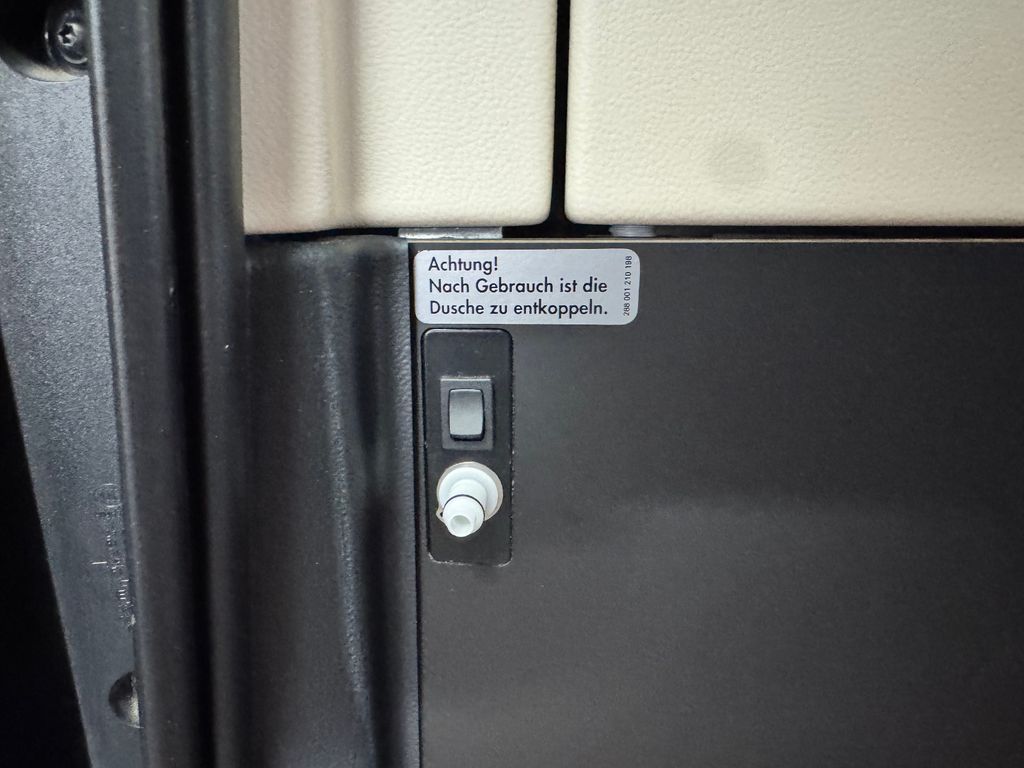 Achtung!
Nach Gebrauch ist die
Dusche zu entkoppeln.
288 001 210 198